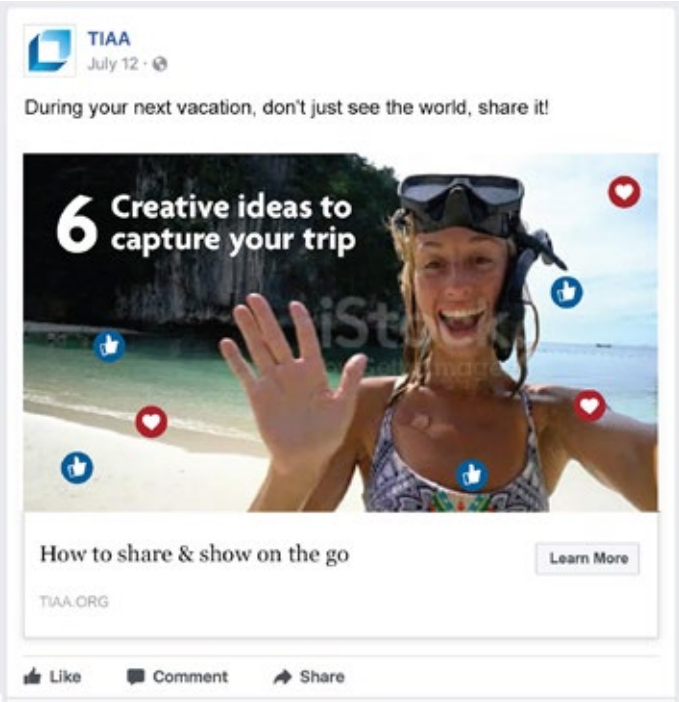 TIAA
July 12 ·
During your next vacation, don't just see the world, share it!
6 Creative ideas to
capture your trip
iStock
How to share & show on the go
Learn More
TIAA.ORG
Like Comment Share